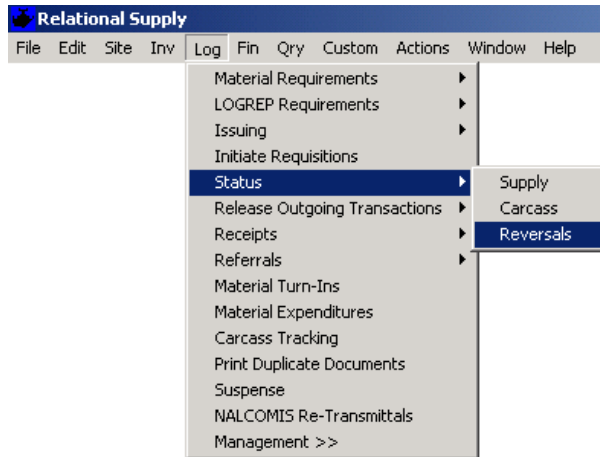 Relational Supply
File Edit Site Inv Log Fin Qry Custom Actions Window Help
Material Requirements
LOGREP Requirements
Issuing
Initiate Requisitions
Status
Supply
Release Outgoing Transactions
Carcass
Receipts
Reversals
Referrals
Material Turn-Ins
Material Expenditures
Carcass Tracking
Print Duplicate Documents
Suspense
NALCOMIS Re-Transmittals
Management >>